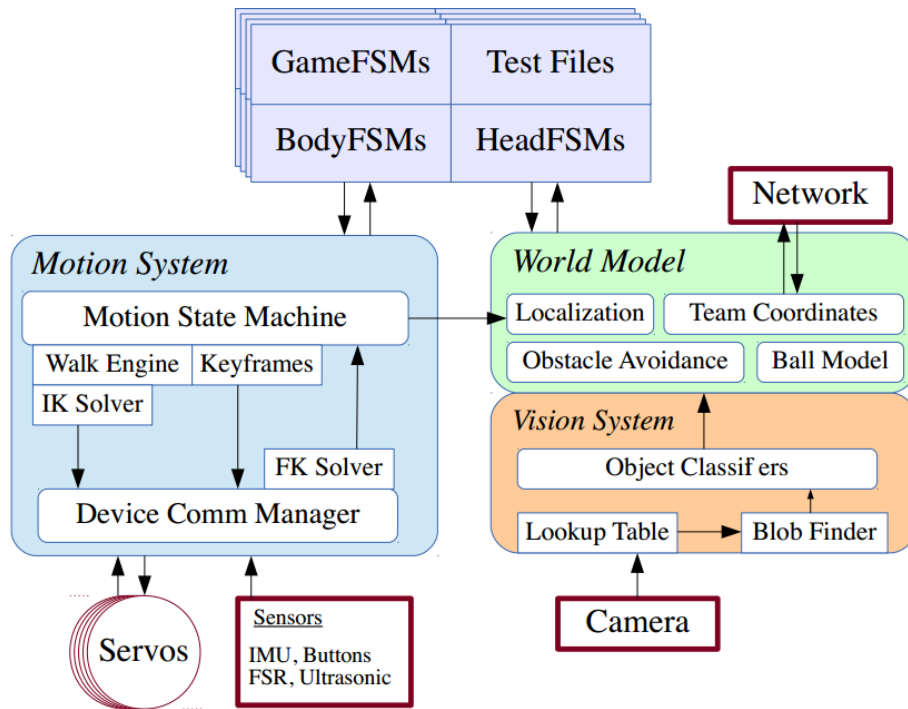 GameFSMs
Test Files
BodyFSMs
HeadFSMs
Network
Motion System
World Model
Motion State Machine
Localization
Team Coordinates
Walk Engine
Keyframes
Obstacle Avoidance
Ball Model
IK Solver
Vision System
FK Solver
Object Classifers
Device Comm Manager
Lookup Table
Blob Finder
Servos
Sensors
IMU, Buttons
FSR, Ultrasonic
Camera